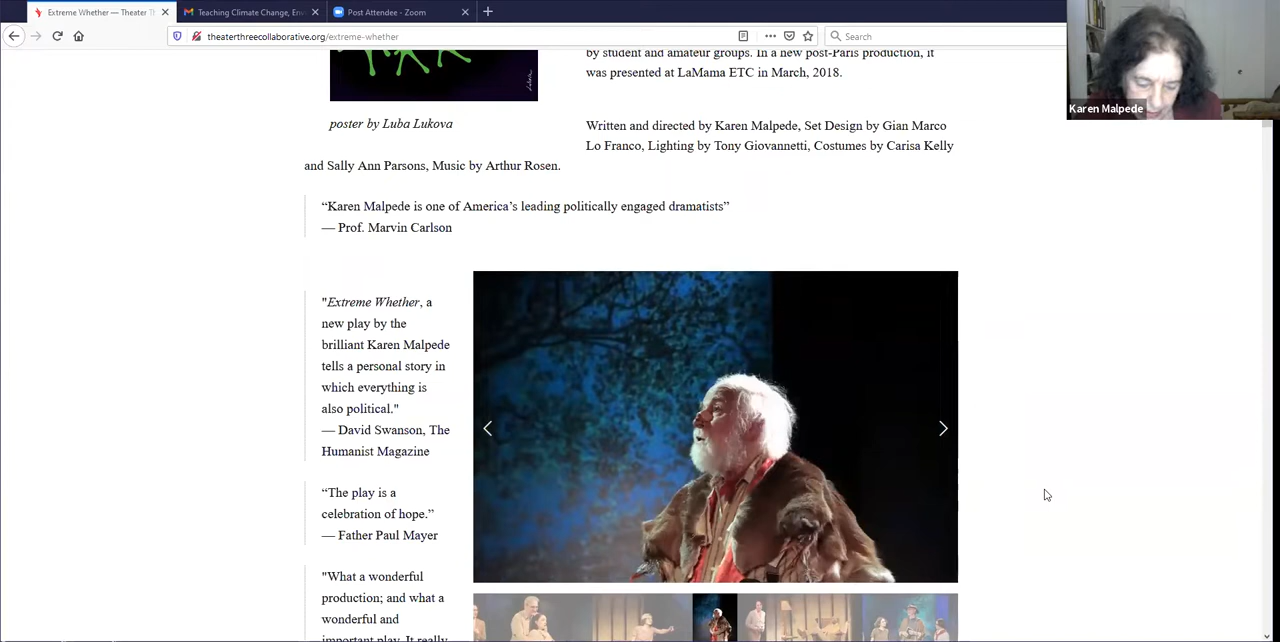 Extreme Whether — Theater T
Teaching Climate Change, Env
Post Attendee - Zoom
theaterthreecollaborative.org/extreme-whether
Search
Karen Malpede
by student and amateur groups. In a new post-Paris production, it
was presented at LaMama ETC in March, 2018.
poster by Luba Lukova
Written and directed by Karen Malpede, Set Design by Gian Marco
Lo Franco, Lighting by Tony Giovannetti, Costumes by Carisa Kelly
and Sally Ann Parsons, Music by Arthur Rosen.
“Karen Malpede is one of America’s leading politically engaged dramatists”
— Prof. Marvin Carlson
"Extreme Whether, a
new play by the
brilliant Karen Malpede
tells a personal story in
which everything is
also political."
— David Swanson, The
Humanist Magazine
“The play is a
celebration of hope.”
— Father Paul Mayer
"What a wonderful
production; and what a
wonderful and
important play. It really